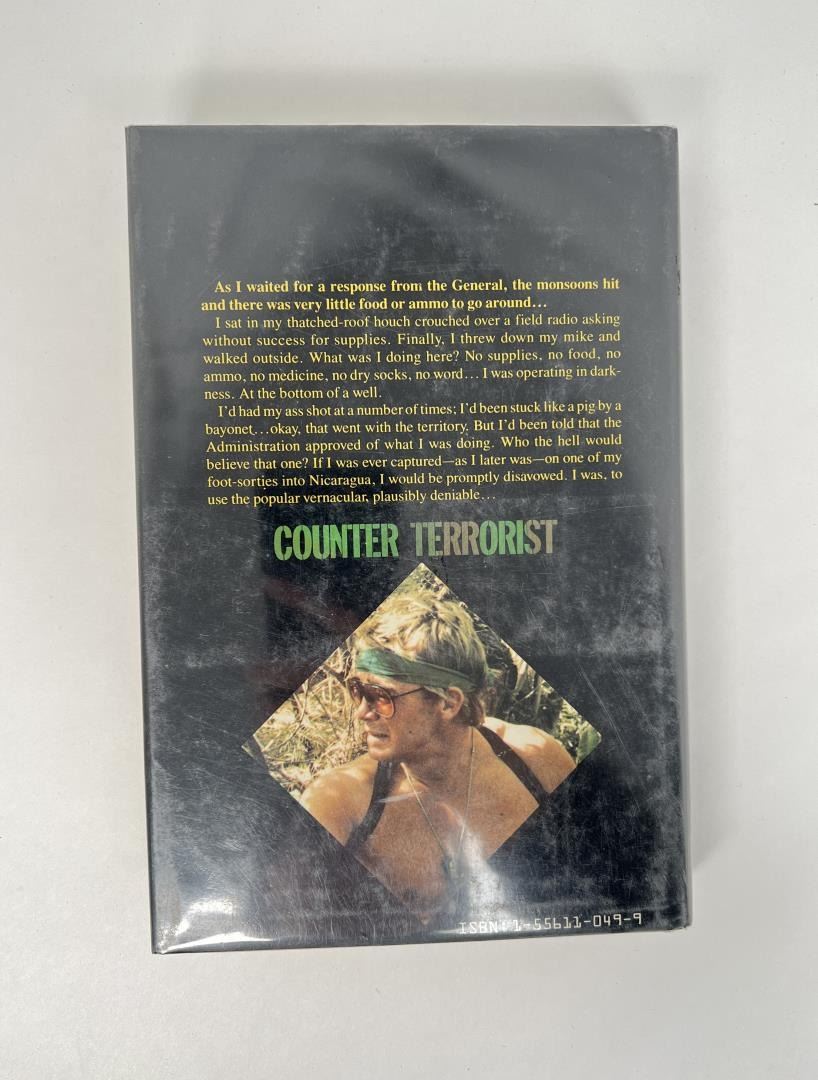 As I waited for a response from the General, the monsoons hit
and there was very little food or ammo to go around...
I sat in my thatched-roof houch crouched over a field radio asking
without success for supplies. Finally, I threw down my mike and
walked outside. What was I doing here? No supplies, no food, no
ammo, no medicine, no dry socks, no word... I was operating in dark-
ness. At the bottom of a well.
I'd had my ass shot at a number of times; I'd been stuck like a pig by a
bayonet...okay, that went with the territory. But I'd been told that the
Administration approved of what I was doing. Who the hell would
believe that one? If I was ever captured—as I later was—on one of my
foot-sorties into Nicaragua, I would be promptly disavowed. I was, to
use the popular vernacular, plausibly deniable...
COUNTER TERRORIST
ISBN: 1-55611-049-9